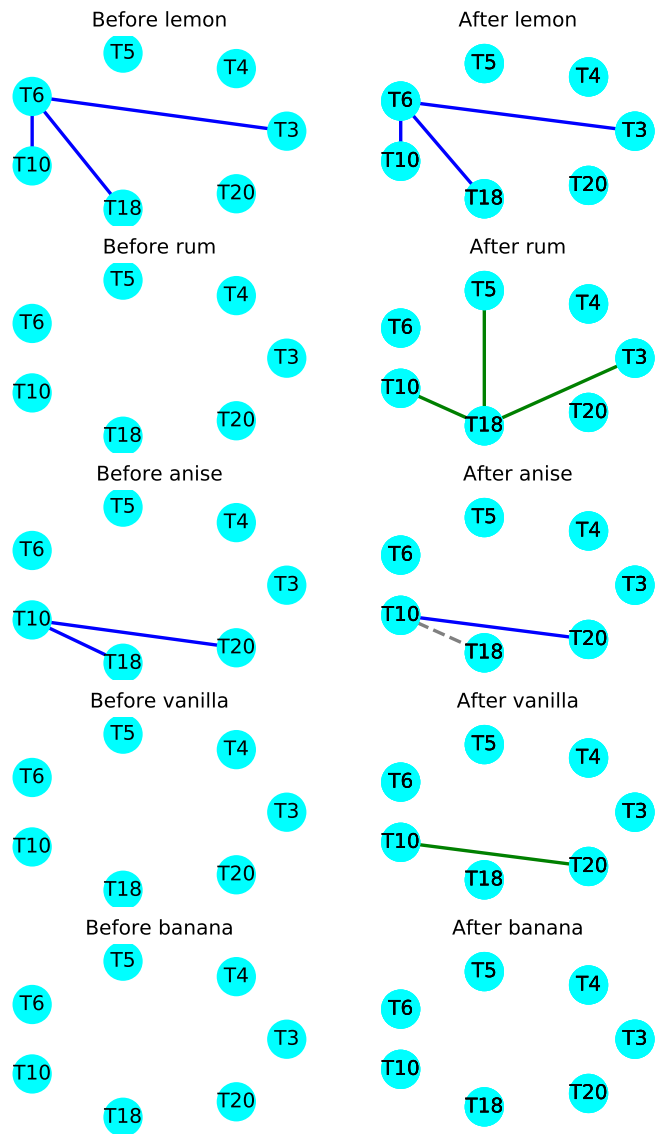 Before lemon
T5
T4
T6
T3
T10
T20
T18
After lemon
T5
T4
T6
T3
T10
T20
T18
Before rum
T5
T4
T6
T3
T10
T20
T18
After rum
T5
T4
T6
T3
T10
T20
T18
Before anise
T5
T4
T6
T3
T10
T20
T18
After anise
T5
T4
T6
T3
T10
T20
T18
Before vanilla
T5
T4
T6
T3
T10
T20
T18
After vanilla
T5
T4
T6
T3
T10
T20
T18
Before banana
T5
T4
T6
T3
T10
T20
T18
After banana
T5
T4
T6
T3
T10
T20
T18